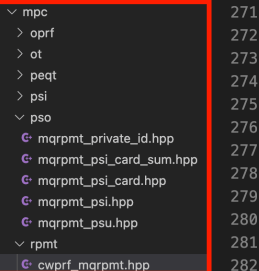 mpc
oprf
ot
peqt
psi
pso
mqrpmt_private_id.hpp
mqrpmt_psi_card_sum.hpp
mqrpmt_psi_card.hpp
mqrpmt_psi.hpp
mqrpmt_psu.hpp
rpmt
cwprf_mqrpmt.hpp
271
272
273
274
275
276
277
278
279
280
281
282